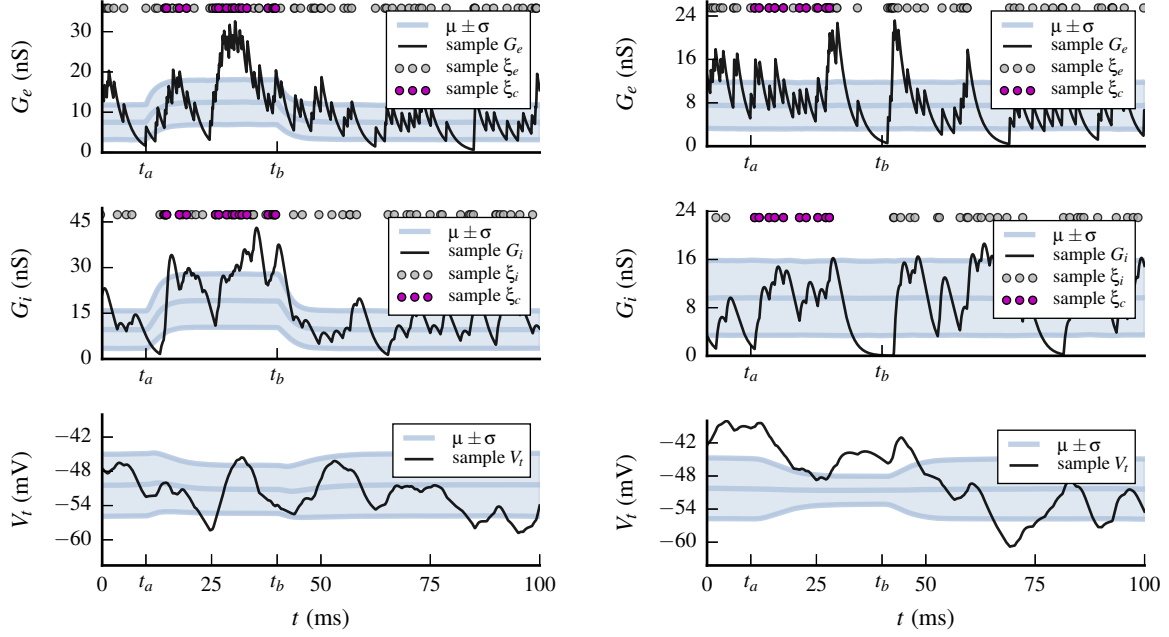 30
20
10
0
G_e (nS)
μ ± σ
sample G_e
sample ξ_e
sample ξ_c
t_a
t_b
24
16
8
0
G_e (nS)
μ ± σ
sample G_e
sample ξ_e
sample ξ_c
t_a
t_b
45
30
15
0
G_i (nS)
μ ± σ
sample G_i
sample ξ_i
sample ξ_c
t_a
t_b
24
16
8
0
G_i (nS)
μ ± σ
sample G_i
sample ξ_i
sample ξ_c
t_a
t_b
−42
−48
−54
−60
V_t (mV)
μ ± σ
sample V_t
0
t_a
25
t_b
50
75
100
t (ms)
−42
−48
−54
−60
V_t (mV)
μ ± σ
sample V_t
0
t_a
25
t_b
50
75
100
t (ms)